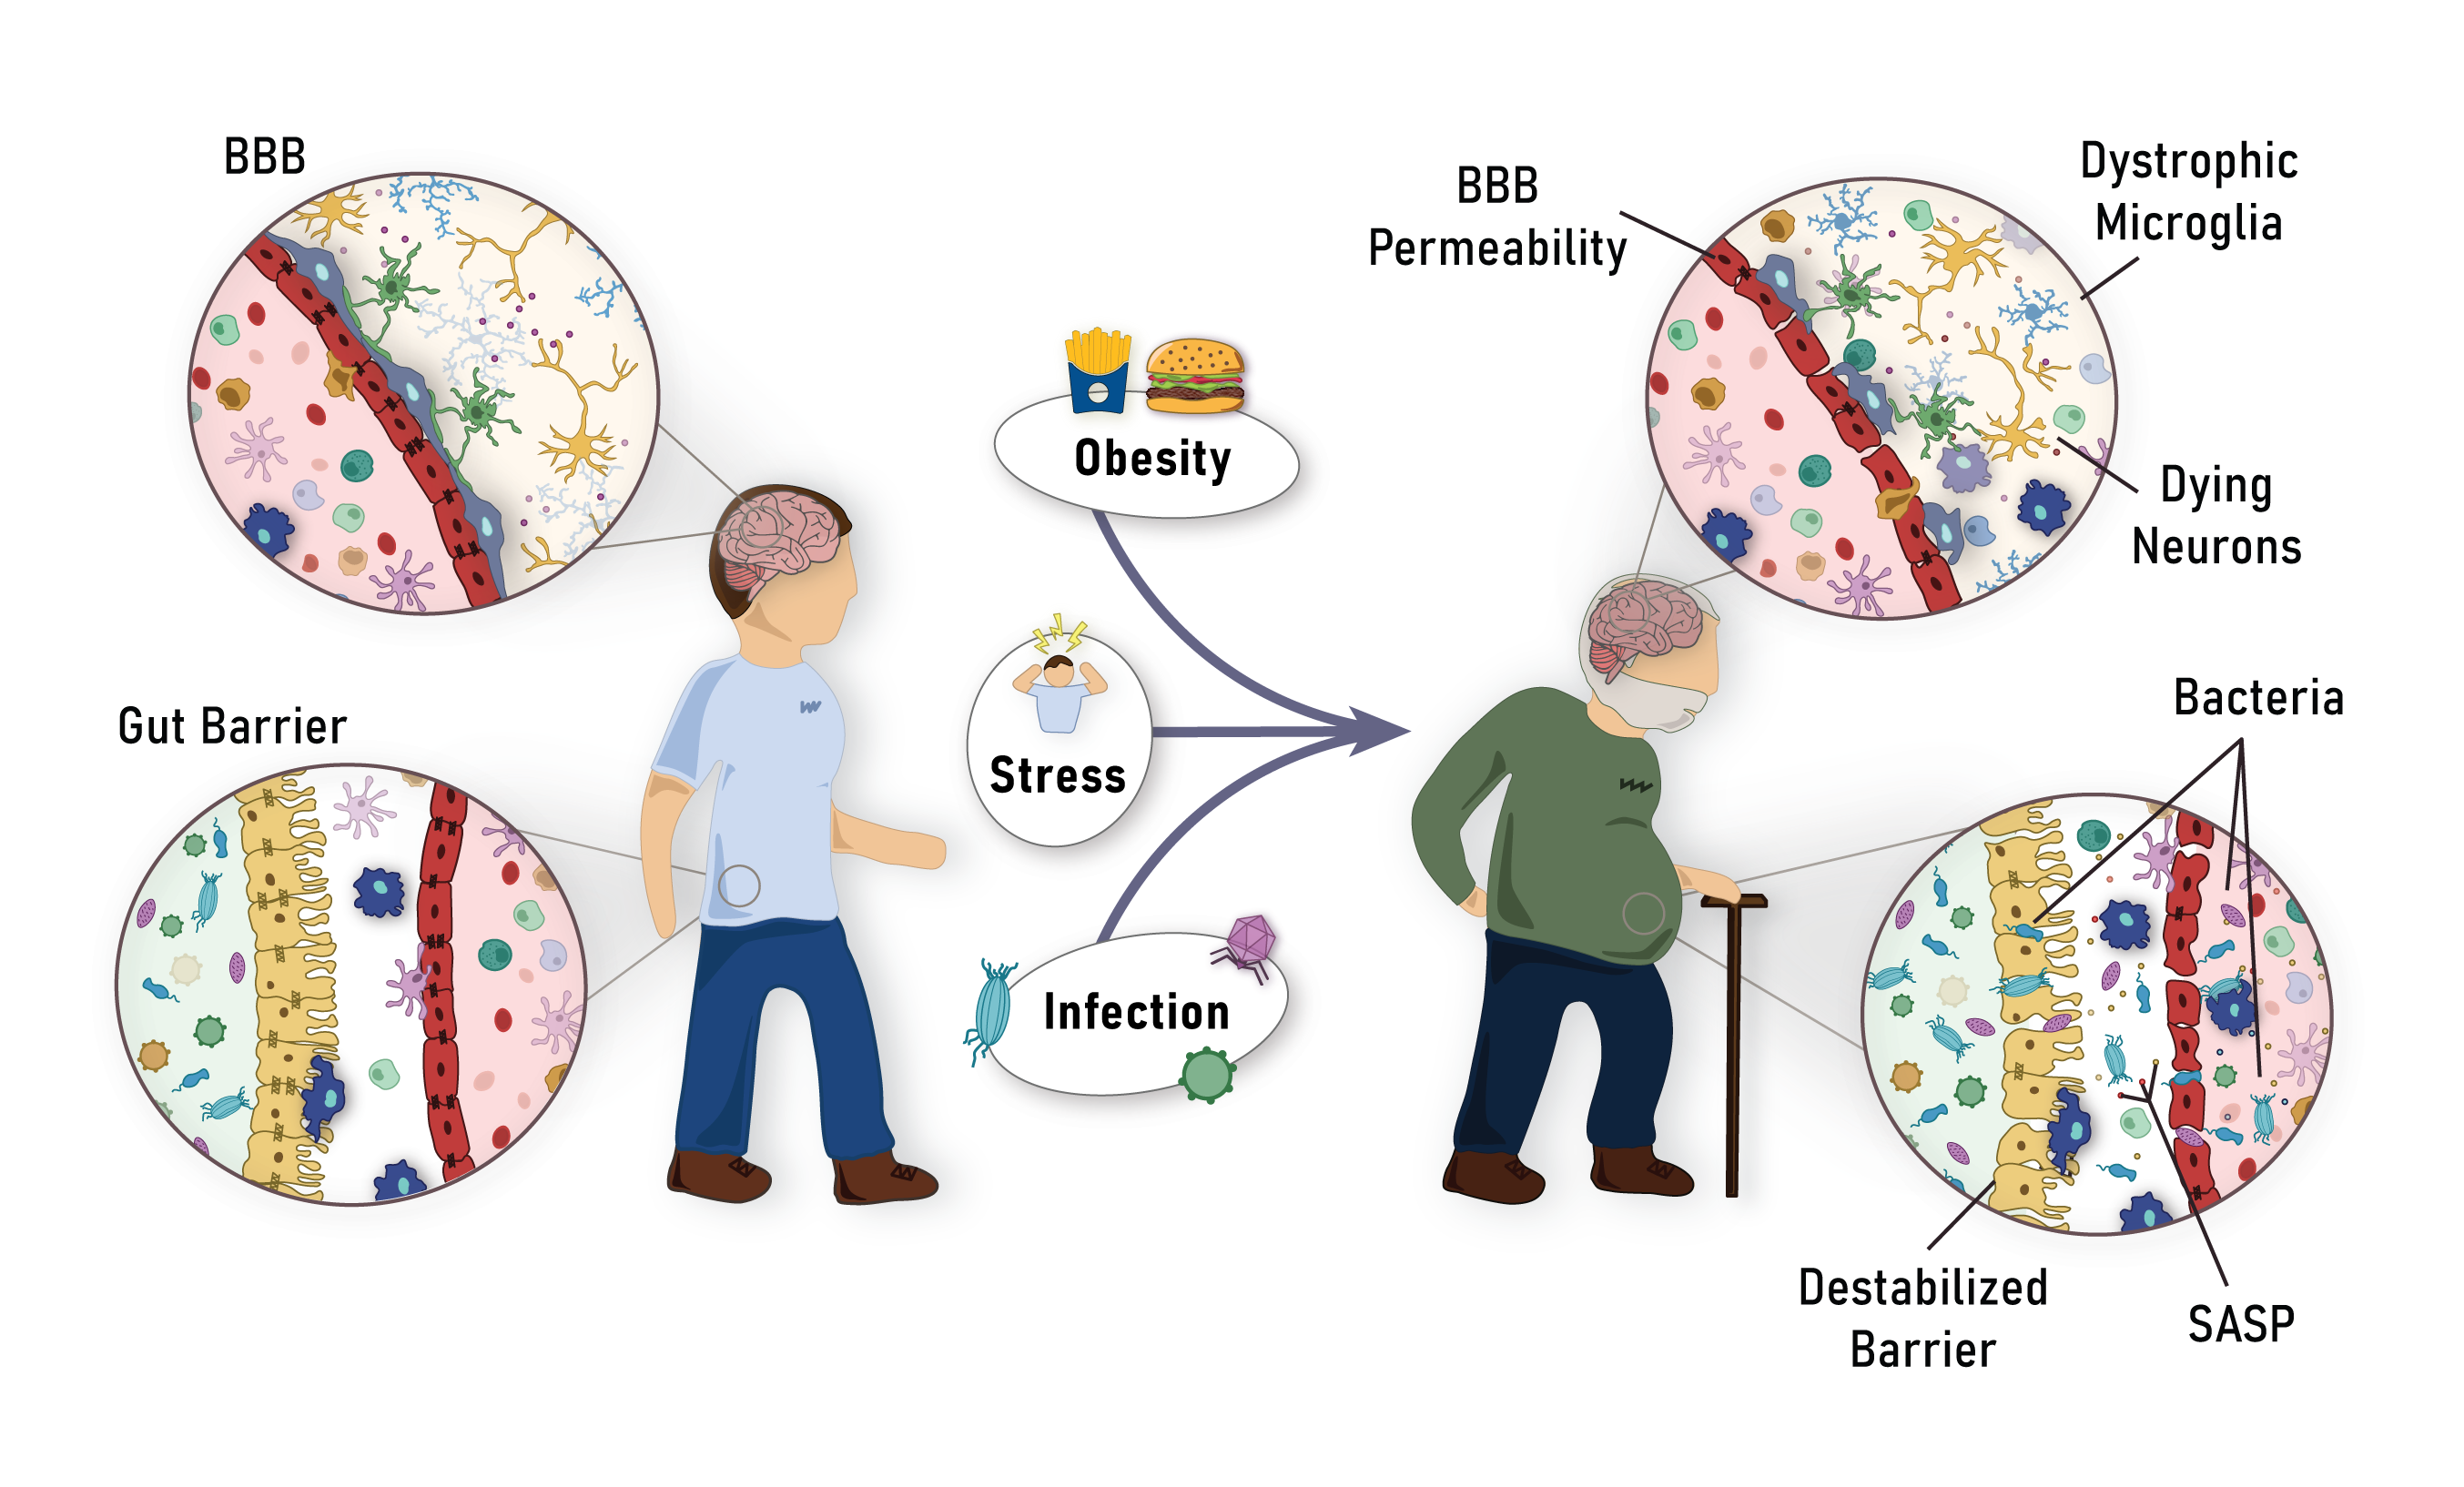 BBB
Gut Barrier
Obesity
Stress
Infection
BBB
Permeability
Dystrophic
Microglia
Dying
Neurons
Bacteria
Destabilized
Barrier
SASP